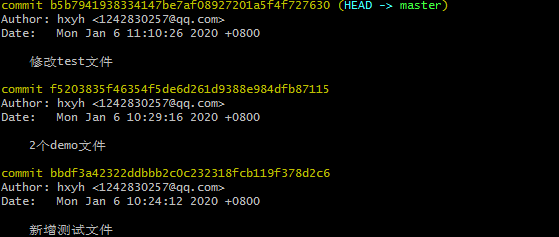 commit b5b7941938334147be7af08927201a5f4f727630 (HEAD -> master)
Author: hxyh <1242830257@qq.com>
Date:   Mon Jan 6 11:10:26 2020 +0800
修改test文件
commit f5203835f46354f5de6d261d9388e984dfb87115
Author: hxyh <1242830257@qq.com>
Date:   Mon Jan 6 10:29:16 2020 +0800
2个demo文件
commit bbdf3a42322ddbbb2c0c232318fcb119f378d2c6
Author: hxyh <1242830257@qq.com>
Date:   Mon Jan 6 10:24:12 2020 +0800
新增测试文件